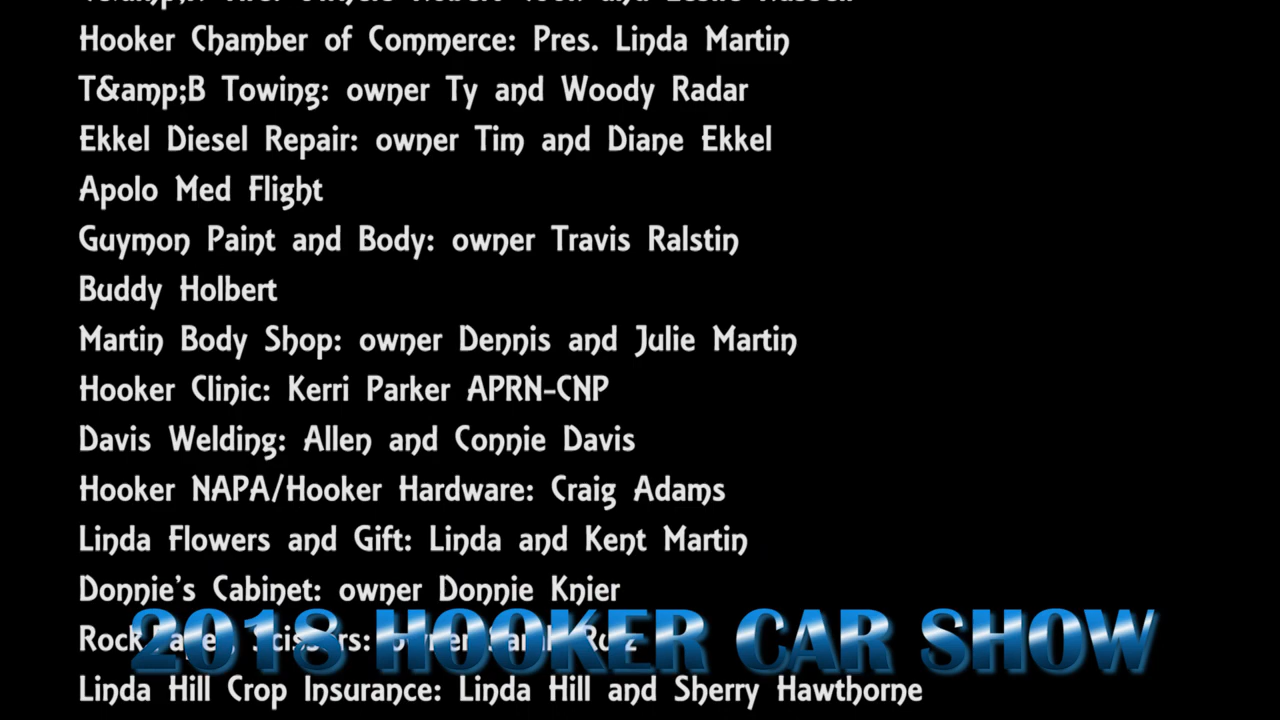 Hooker Chamber of Commerce: Pres. Linda Martin
T&amp;B Towing: owner Ty and Woody Radar
Ekkel Diesel Repair: owner Tim and Diane Ekkel
Apolo Med Flight
Guymon Paint and Body: owner Travis Ralstin
Buddy Holbert
Martin Body Shop: owner Dennis and Julie Martin
Hooker Clinic: Kerri Parker APRN-CNP
Davis Welding: Allen and Connie Davis
Hooker NAPA/Hooker Hardware: Craig Adams
Linda Flowers and Gift: Linda and Kent Martin
Donnie’s Cabinet: owner Donnie Knier
Rock Paper Scissors: owner
2018 HOOKER CAR SHOW
Linda Hill Crop Insurance: Linda Hill and Sherry Hawthorne